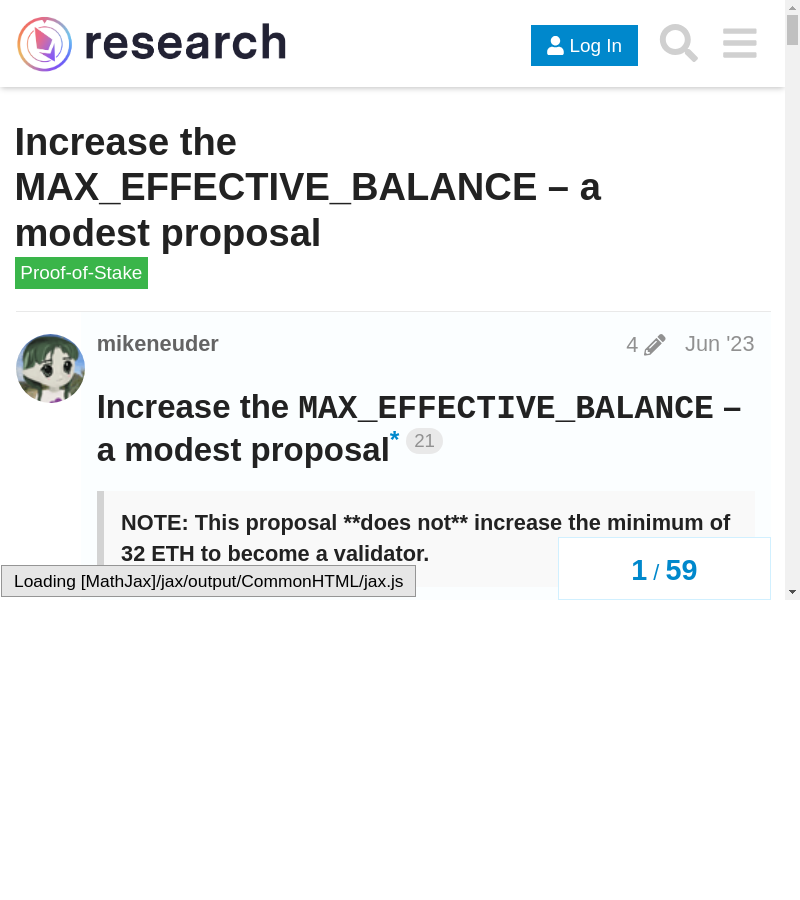 research
Log In
Increase the
MAX_EFFECTIVE_BALANCE – a
modest proposal
Proof-of-Stake
mikeneuder
4
Jun '23
Increase the MAX_EFFECTIVE_BALANCE –
a modest proposal* 21
NOTE: This proposal **does not** increase the minimum of
32 ETH to become a validator.
Loading [MathJax]/jax/output/CommonHTML/jax.js
1 / 59